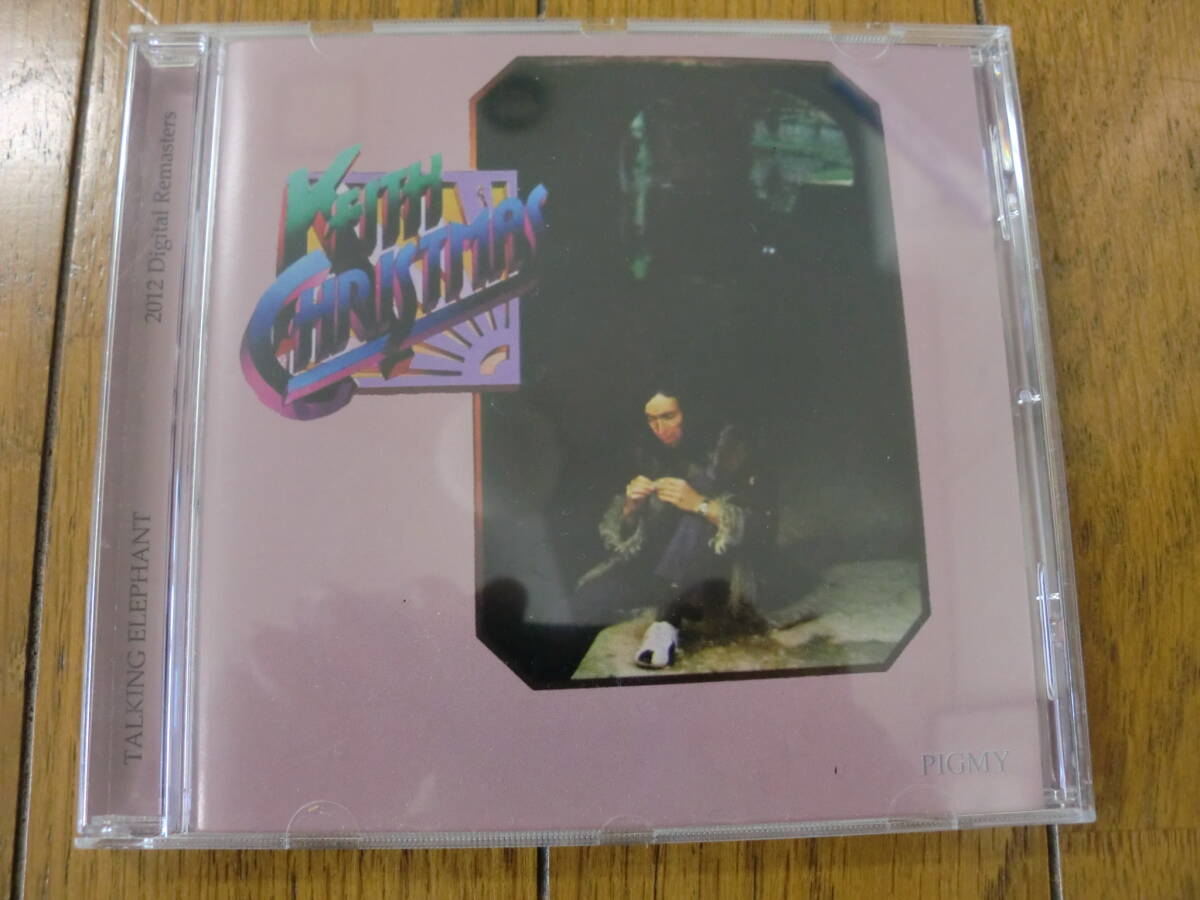 TALKING ELEPHANT
2012 Digital Remasters
KEITH
CHRISTMAS
PIGMY